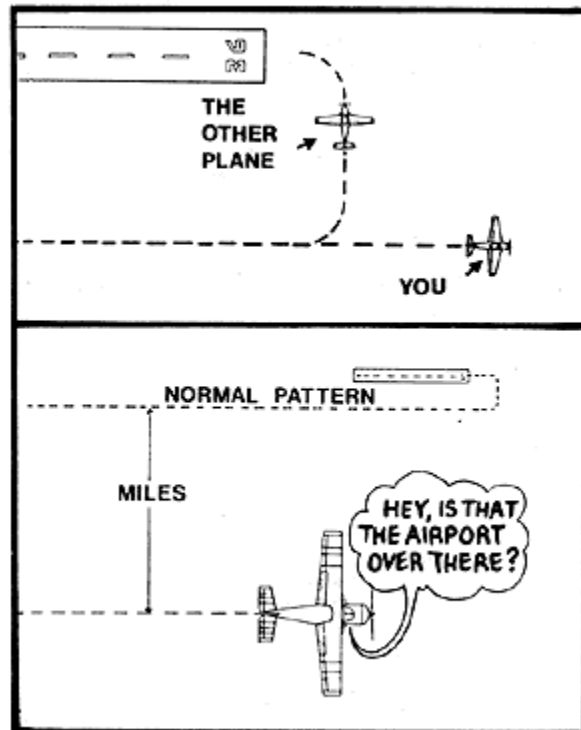 THE
OTHER
PLANE
YOU
NORMAL PATTERN
MILES
HEY, IS THAT
THE AIRPORT
OVER THERE?